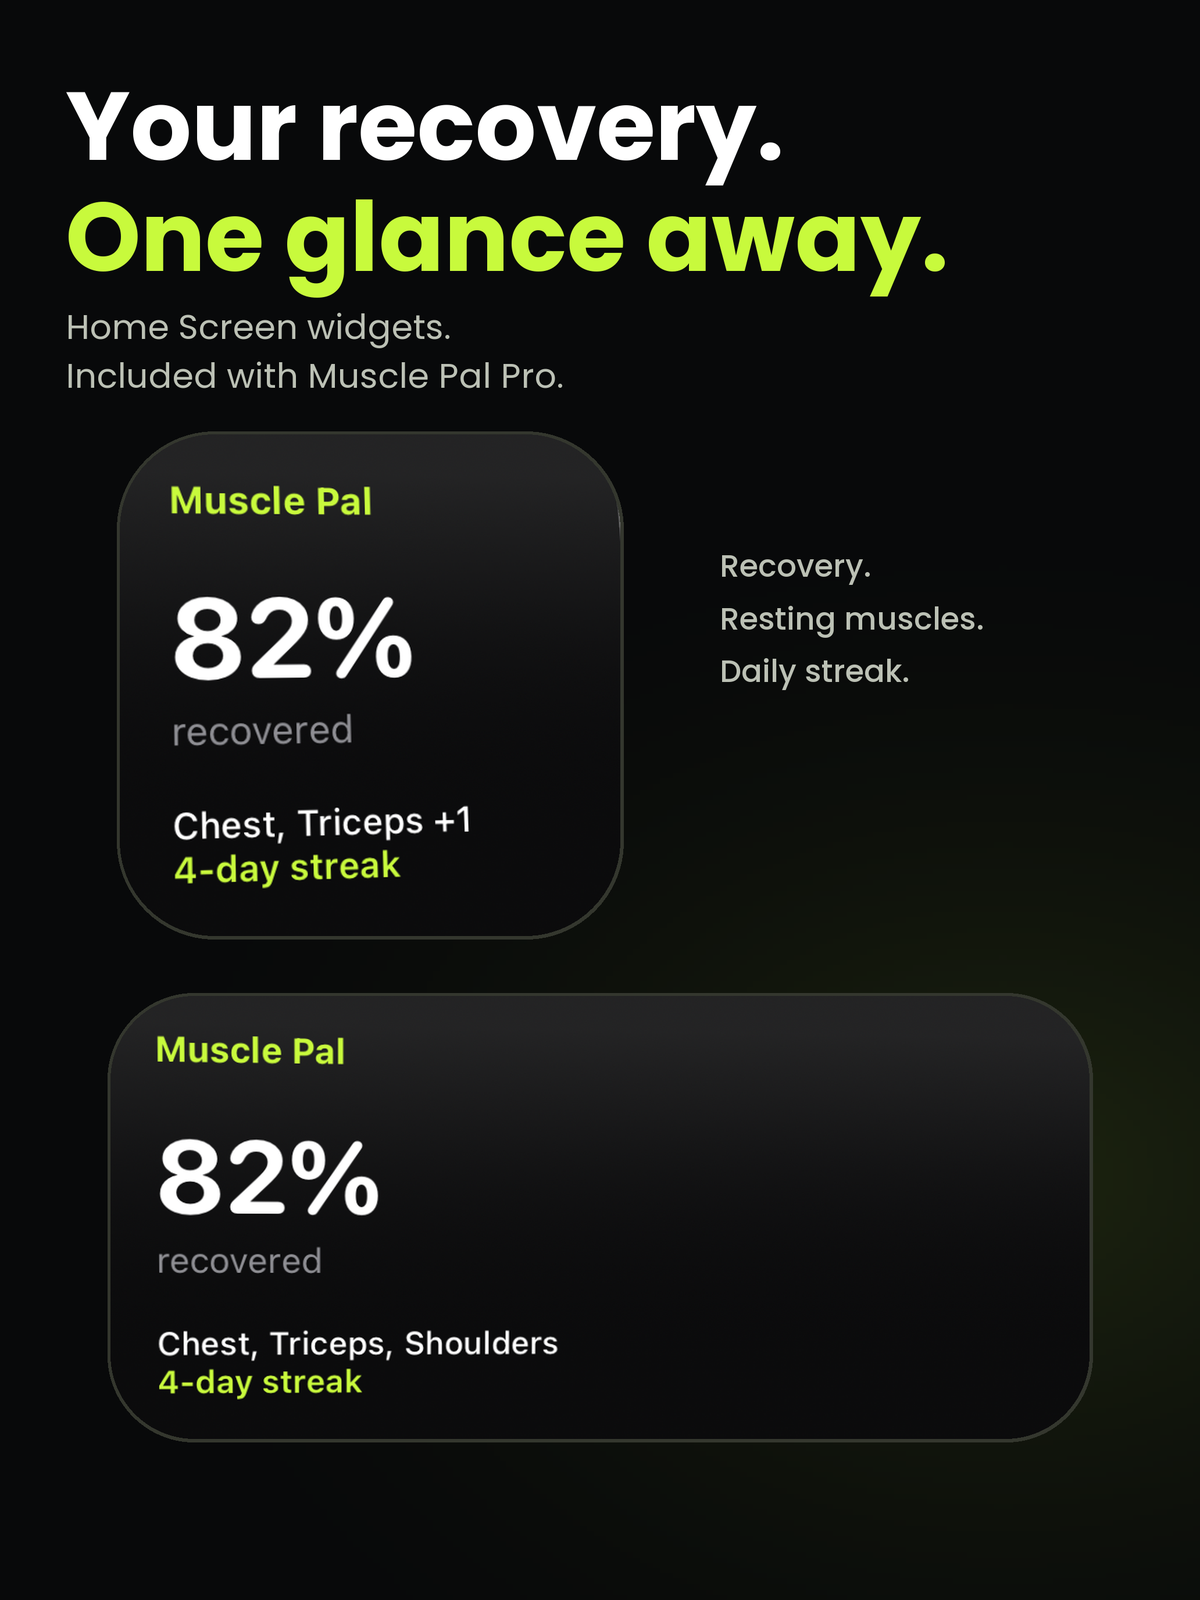 Your recovery.
One glance away.
Home Screen widgets.
Included with Muscle Pal Pro.
Muscle Pal
82%
recovered
Chest, Triceps +1
4-day streak
Recovery.
Resting muscles.
Daily streak.
Muscle Pal
82%
recovered
Chest, Triceps, Shoulders
4-day streak